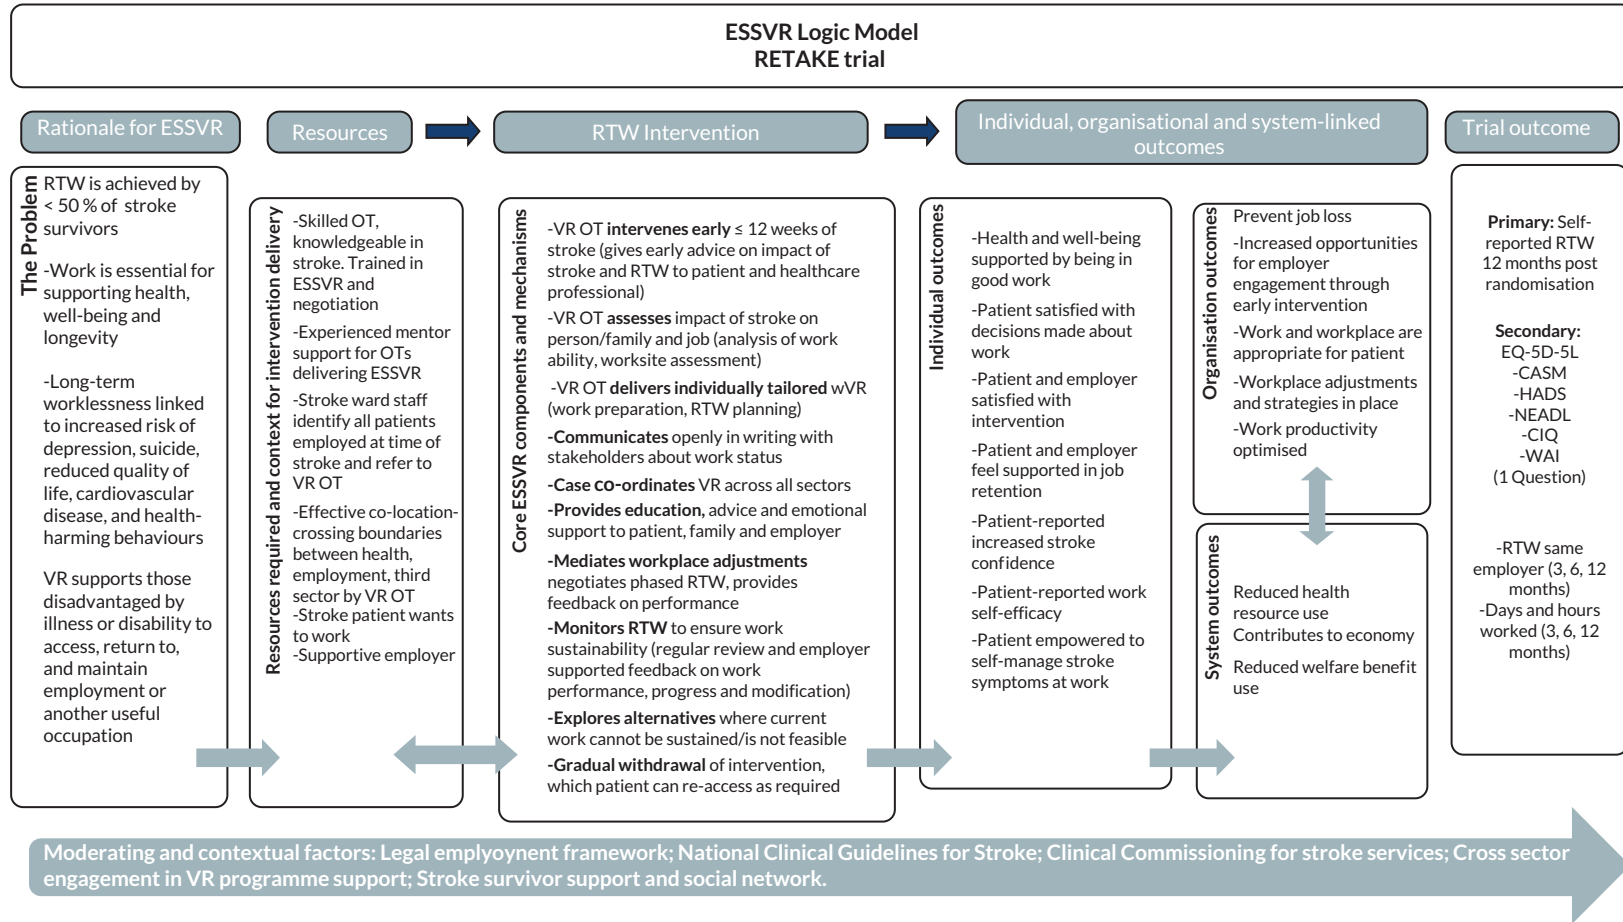 ESSVR Logic Model
RETAKE trial
Rationale for ESSVR
Resources
RTW Intervention
Individual, organisational and system-linked
outcomes
Trial outcome
The Problem
RTW is achieved by
< 50 % of stroke
survivors
-Work is essential for
supporting health,
well-being and
longevity
-Long-term
worklessness linked
to increased risk of
depression, suicide,
reduced quality of
life, cardiovascular
disease, and health-
harming behaviours
VR supports those
disadvantaged by
illness or disability to
access, return to,
and maintain
employment or
another useful
occupation
Resources required and context for intervention delivery
-Skilled OT,
knowledgeable in
stroke. Trained in
ESSVR and
negotiation
-Experienced mentor
support for OTs
delivering ESSVR
-Stroke ward staff
identify all patients
employed at time of
stroke and refer to
VR OT
-Effective co-location-
crossing boundaries
between health,
employment, third
sector by VR OT
-Stroke patient wants
to work
-Supportive employer
Core ESSVR components and mechanisms
-VR OT intervenes early ≤ 12 weeks of
stroke (gives early advice on impact of
stroke and RTW to patient and healthcare
professional)
-VR OT assesses impact of stroke on
person/family and job (analysis of work
ability, worksite assessment)
-VR OT delivers individually tailored wVR
(work preparation, RTW planning)
-Communicates openly in writing with
stakeholders about work status
-Case co-ordinates VR across all sectors
-Provides education, advice and emotional
support to patient, family and employer
-Mediates workplace adjustments
negotiates phased RTW, provides
feedback on performance
-Monitors RTW to ensure work
sustainability (regular review and employer
supported feedback on work
performance, progress and modification)
-Explores alternatives where current
work cannot be sustained/is not feasible
-Gradual withdrawal of intervention,
which patient can re-access as required
Individual outcomes
-Health and well-being
supported by being in
good work
-Patient satisfied with
decisions made about
work
-Patient and employer
satisfied with
intervention
-Patient and employer
feel supported in job
retention
-Patient-reported
increased stroke
confidence
-Patient-reported work
self-efficacy
-Patient empowered to
self-manage stroke
symptoms at work
Organisation outcomes
Prevent job loss
-Increased opportunities
for employer
engagement through
early intervention
-Work and workplace are
appropriate for patient
-Workplace adjustments
and strategies in place
-Work productivity
optimised
System outcomes
Reduced health
resource use
Contributes to economy
Reduced welfare benefit
use
Primary: Self-
reported RTW
12 months post
randomisation
Secondary:
EQ-5D-5L
-CASM
-HADS
-NEADL
-CIQ
-WAI
(1 Question)
-RTW same
employer (3, 6, 12
months)
-Days and hours
worked (3, 6, 12
months)
Moderating and contextual factors: Legal emplyoynent framework; National Clinical Guidelines for Stroke; Clinical Commissioning for stroke services; Cross sector
engagement in VR programme support; Stroke survivor support and social network.